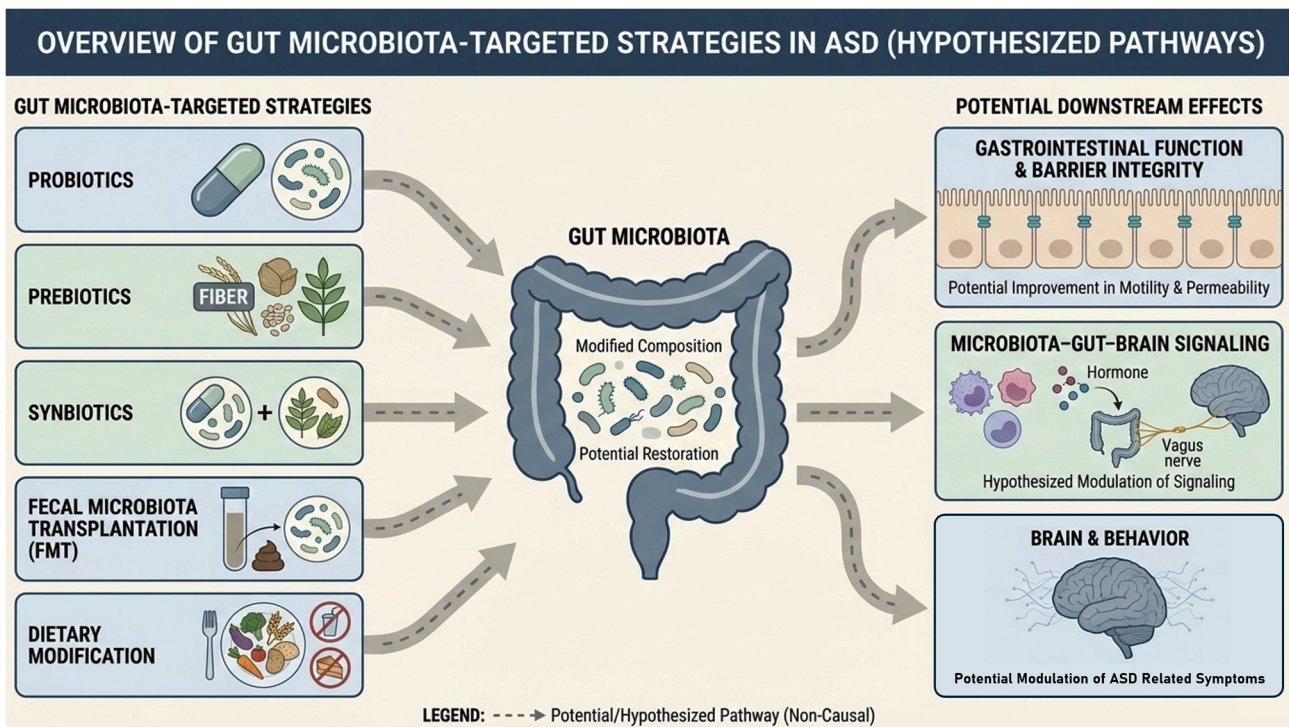 OVERVIEW OF GUT MICROBIOTA-TARGETED STRATEGIES IN ASD (HYPOTHESIZED PATHWAYS)
GUT MICROBIOTA-TARGETED STRATEGIES
PROBIOTICS
PREBIOTICS
FIBER
SYNBIOTICS
+
FECAL MICROBIOTA
TRANSPLANTATION
(FMT)
DIETARY
MODIFICATION
GUT MICROBIOTA
Modified Composition
Potential Restoration
POTENTIAL DOWNSTREAM EFFECTS
GASTROINTESTINAL FUNCTION
& BARRIER INTEGRITY
Potential Improvement in Motility & Permeability
MICROBIOTA–GUT–BRAIN SIGNALING
Hormone
Vagus
nerve
Hypothesized Modulation of Signaling
BRAIN & BEHAVIOR
Potential Modulation of ASD Related Symptoms
LEGEND: Potential/Hypothesized Pathway (Non-Causal)